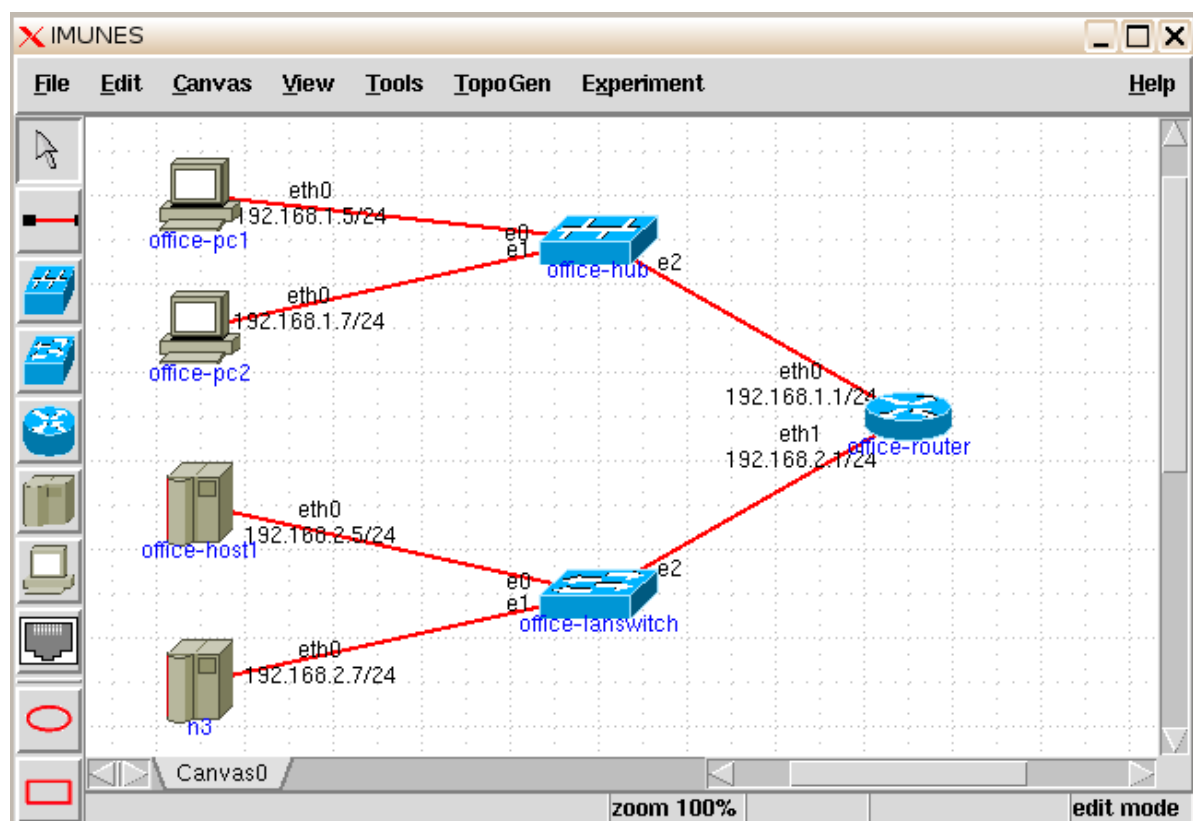 IMUNES
File Edit Canvas View Tools TopoGen Experiment Help
eth0
192.168.1.5/24
office-pc1
e0
e1
office-hub
e2
eth0
192.168.1.7/24
office-pc2
eth0
192.168.1.1/24
eth1
office-router
192.168.2.1/24
eth0
192.168.2.5/24
office-host1
e0
e1
e2
office-lanswitch
eth0
192.168.2.7/24
n3
Canvas0
zoom 100% edit mode